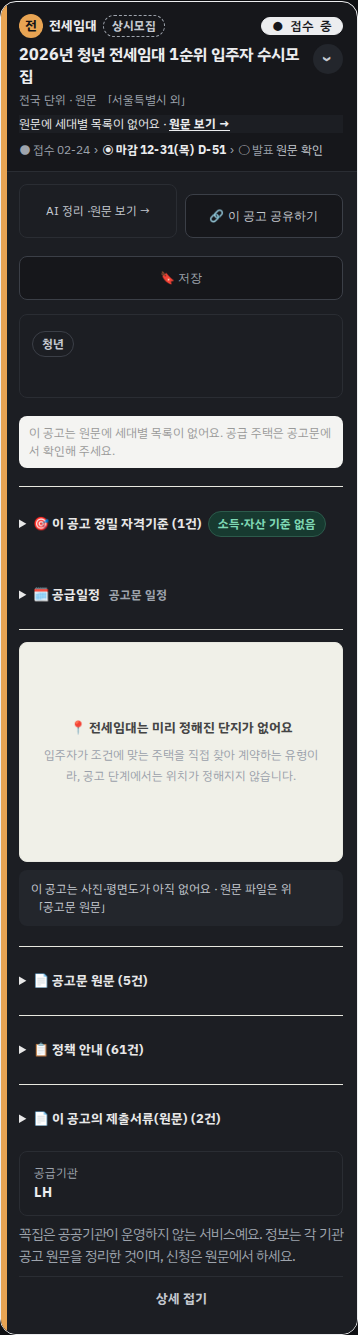 전 전세임대 상시모집 ● 접수 중
2026년 청년 전세임대 1순위 입주자 수시모
집
전국 단위 · 원문 「서울특별시 외」
원문에 세대별 목록이 없어요 · 원문 보기 →
● 접수 02-24 › ◉ 마감 12-31(목) D-51 › ○ 발표 원문 확인
AI 정리 ·원문 보기 →
🔗 이 공고 공유하기
🔖 저장
청년
이 공고는 원문에 세대별 목록이 없어요. 공급 주택은 공고문에
서 확인해 주세요.
▶ 🎯 이 공고 정밀 자격기준 (1건) 소득·자산 기준 없음
▶ 🗓️ 공급일정 공고문 일정
📍 전세임대는 미리 정해진 단지가 없어요
입주자가 조건에 맞는 주택을 직접 찾아 계약하는 유형이
라, 공고 단계에서는 위치가 정해지지 않습니다.
이 공고는 사진·평면도가 아직 없어요 · 원문 파일은 위
「공고문 원문」
▶ 📄 공고문 원문 (5건)
▶ 📋 정책 안내 (61건)
▶ 📄 이 공고의 제출서류(원문) (2건)
공급기관
LH
꼭집은 공공기관이 운영하지 않는 서비스예요. 정보는 각 기관
공고 원문을 정리한 것이며, 신청은 원문에서 하세요.
상세 접기